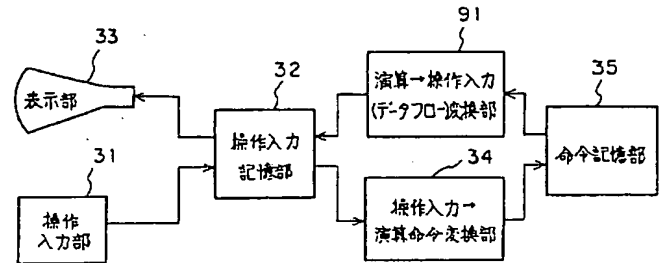 33
表示部
31
操作
入力部
32
操作入力
記憶部
91
演算→操作入力
(データフロー)変換部
34
操作入力→
演算命令変換部
35
命令記憶部